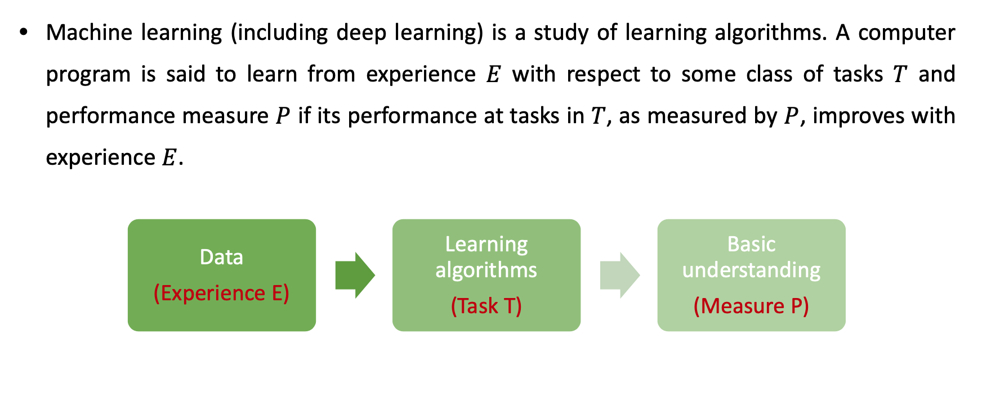 • Machine learning (including deep learning) is a study of learning algorithms. A computer
program is said to learn from experience E with respect to some class of tasks T and
performance measure P if its performance at tasks in T, as measured by P, improves with
experience E.
Data
(Experience E)
Learning
algorithms
(Task T)
Basic
understanding
(Measure P)